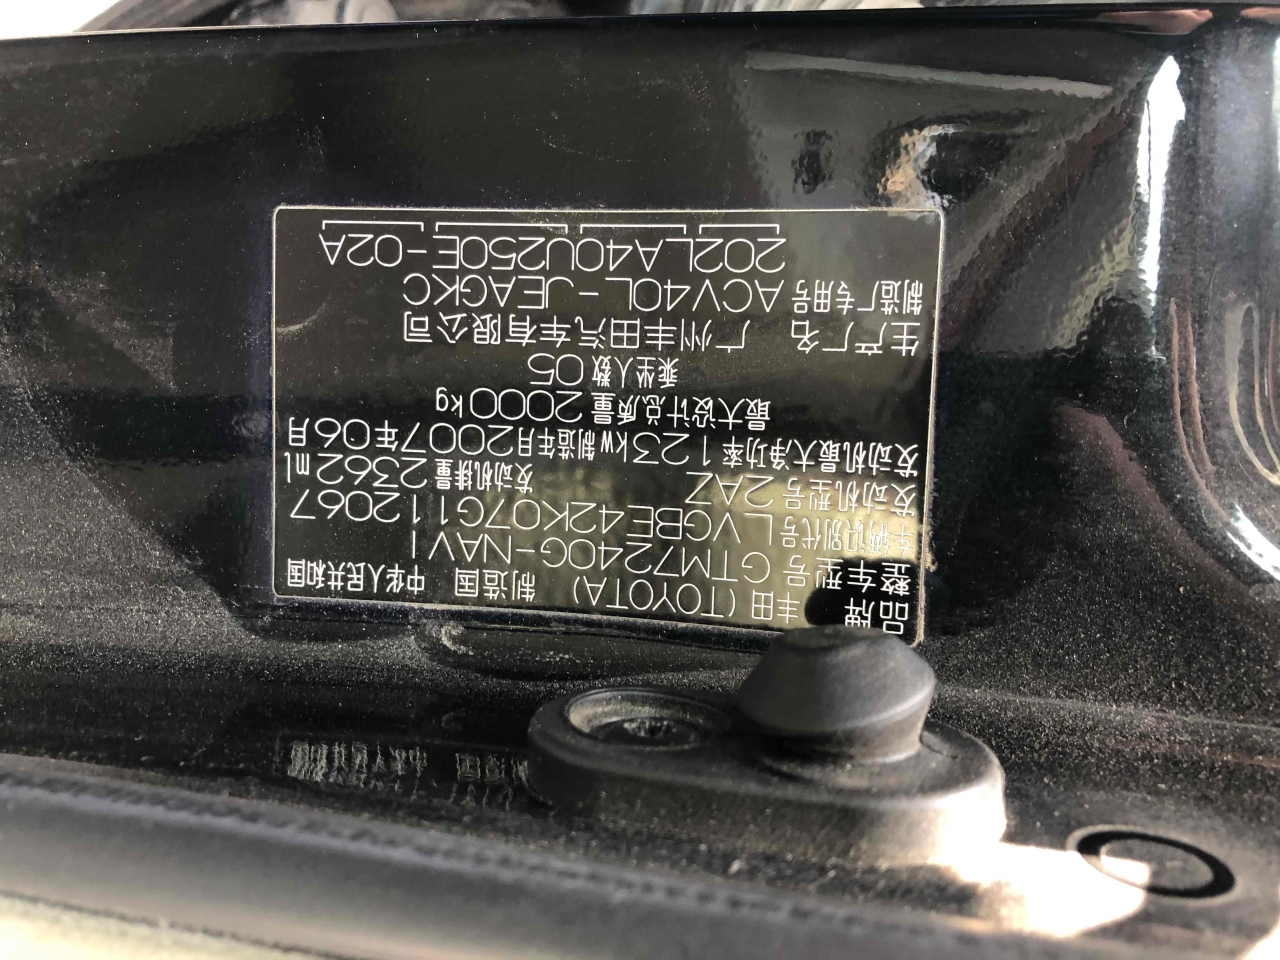 品牌 丰田 (TOYOTA) 制造国 中华人民共和国
整车型号 GTM7240G-NAVI
车辆识别代号 LVGBE42K07G112067
发动机型号 2AZ 发动机排量 2362 ml
发动机最大净功率 123kw 制造年月 2007年06月
最大设计总质量 2000kg
乘坐人数 05
生产厂名 广州丰田汽车有限公司
制造厂专用号 ACV40L-JEAGKC
202LA40U250E-02A